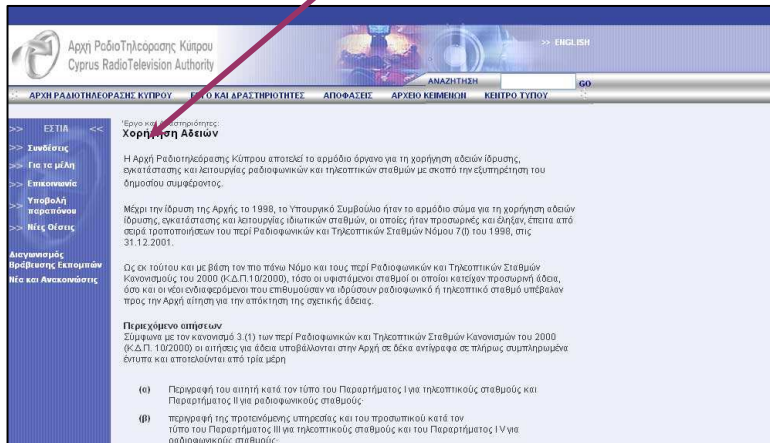 Αρχή ΡαδιοΤηλεόρασης Κύπρου
Cyprus RadioTelevision Authority
>> ENGLISH
ΑΝΑΖΗΤΗΣΗ
GO
ΑΡΧΗ ΡΑΔΙΟΤΗΛΕΟΡΑΣΗΣ ΚΥΠΡΟΥ ΕΡΓΟ ΚΑΙ ΔΡΑΣΤΗΡΙΟΤΗΤΕΣ ΑΠΟΦΑΣΕΙΣ ΑΡΧΕΙΟ ΚΕΙΜΕΝΩΝ ΚΕΝΤΡΟ ΤΥΠΟΥ
>> ΕΣΤΙΑ <<
>> Συνδέσεις
>> Για τα μέλη
>> Επικοινωνία
>> Υποβολή
παραπόνου
>> Νέες Θέσεις
Διαγωνισμός
Βράβευσης Εκπομπών
Νέα και Ανακοινώσεις
Έργο και Δραστηριότητες:
Χορήγηση Αδειών
Η Αρχή Ραδιοτηλεόρασης Κύπρου αποτελεί το αρμόδιο όργανο για τη χορήγηση αδειών ίδρυσης,
εγκατάστασης και λειτουργίας ραδιοφωνικών και τηλεοπτικών σταθμών με σκοπό την εξυπηρέτηση του
δημοσίου συμφέροντος.
Μέχρι την ίδρυση της Αρχής το 1998, το Υπουργικό Συμβούλιο ήταν το αρμόδιο σώμα για τη χορήγηση αδειών
ίδρυσης, εγκατάστασης και λειτουργίας ιδιωτικών σταθμών, οι οποίες ήταν προσωρινές και έληξαν, έπειτα από
σειρά τροποποιήσεων του περί Ραδιοφωνικών και Τηλεοπτικών Σταθμών Νόμου 7(Ι) του 1998, στις
31.12.2001.
Ως εκ τούτου και με βάση τον πιο πάνω Νόμο και τους περί Ραδιοφωνικών και Τηλεοπτικών Σταθμών
Κανονισμούς του 2000 (Κ.Δ.Π.10/2000), τόσο οι υφιστάμενοι σταθμοί οι οποίοι κατείχαν προσωρινή άδεια,
όσο και οι νέοι ενδιαφερόμενοι που επιθυμούσαν να ιδρύσουν ραδιοφωνικό ή τηλεοπτικό σταθμό υπέβαλαν
προς την Αρχή αίτηση για την απόκτηση της σχετικής άδειας.
Περιεχόμενο αιτήσεων
Σύμφωνα με τον κανονισμό 3.(1) των περί Ραδιοφωνικών και Τηλεοπτικών Σταθμών Κανονισμών του 2000
(Κ.Δ.Π. 10/2000) οι αιτήσεις για άδεια υποβάλλονται στην Αρχή σε δέκα αντίγραφα σε πλήρως συμπληρωμένα
έντυπα και αποτελούνται από τρία μέρη
(α) Περιγραφή του αιτητή κατά τον τύπο του Παραρτήματος Ι για τηλεοπτικούς σταθμούς και
Παραρτήματος ΙΙ για ραδιοφωνικούς σταθμούς·
(β) περιγραφή της προτεινόμενης υπηρεσίας και του προσωπικού κατά τον
τύπο του Παραρτήματος ΙΙΙ για τηλεοπτικούς σταθμούς και του Παραρτήματος Ι V για
ραδιοφωνικούς σταθμούς·